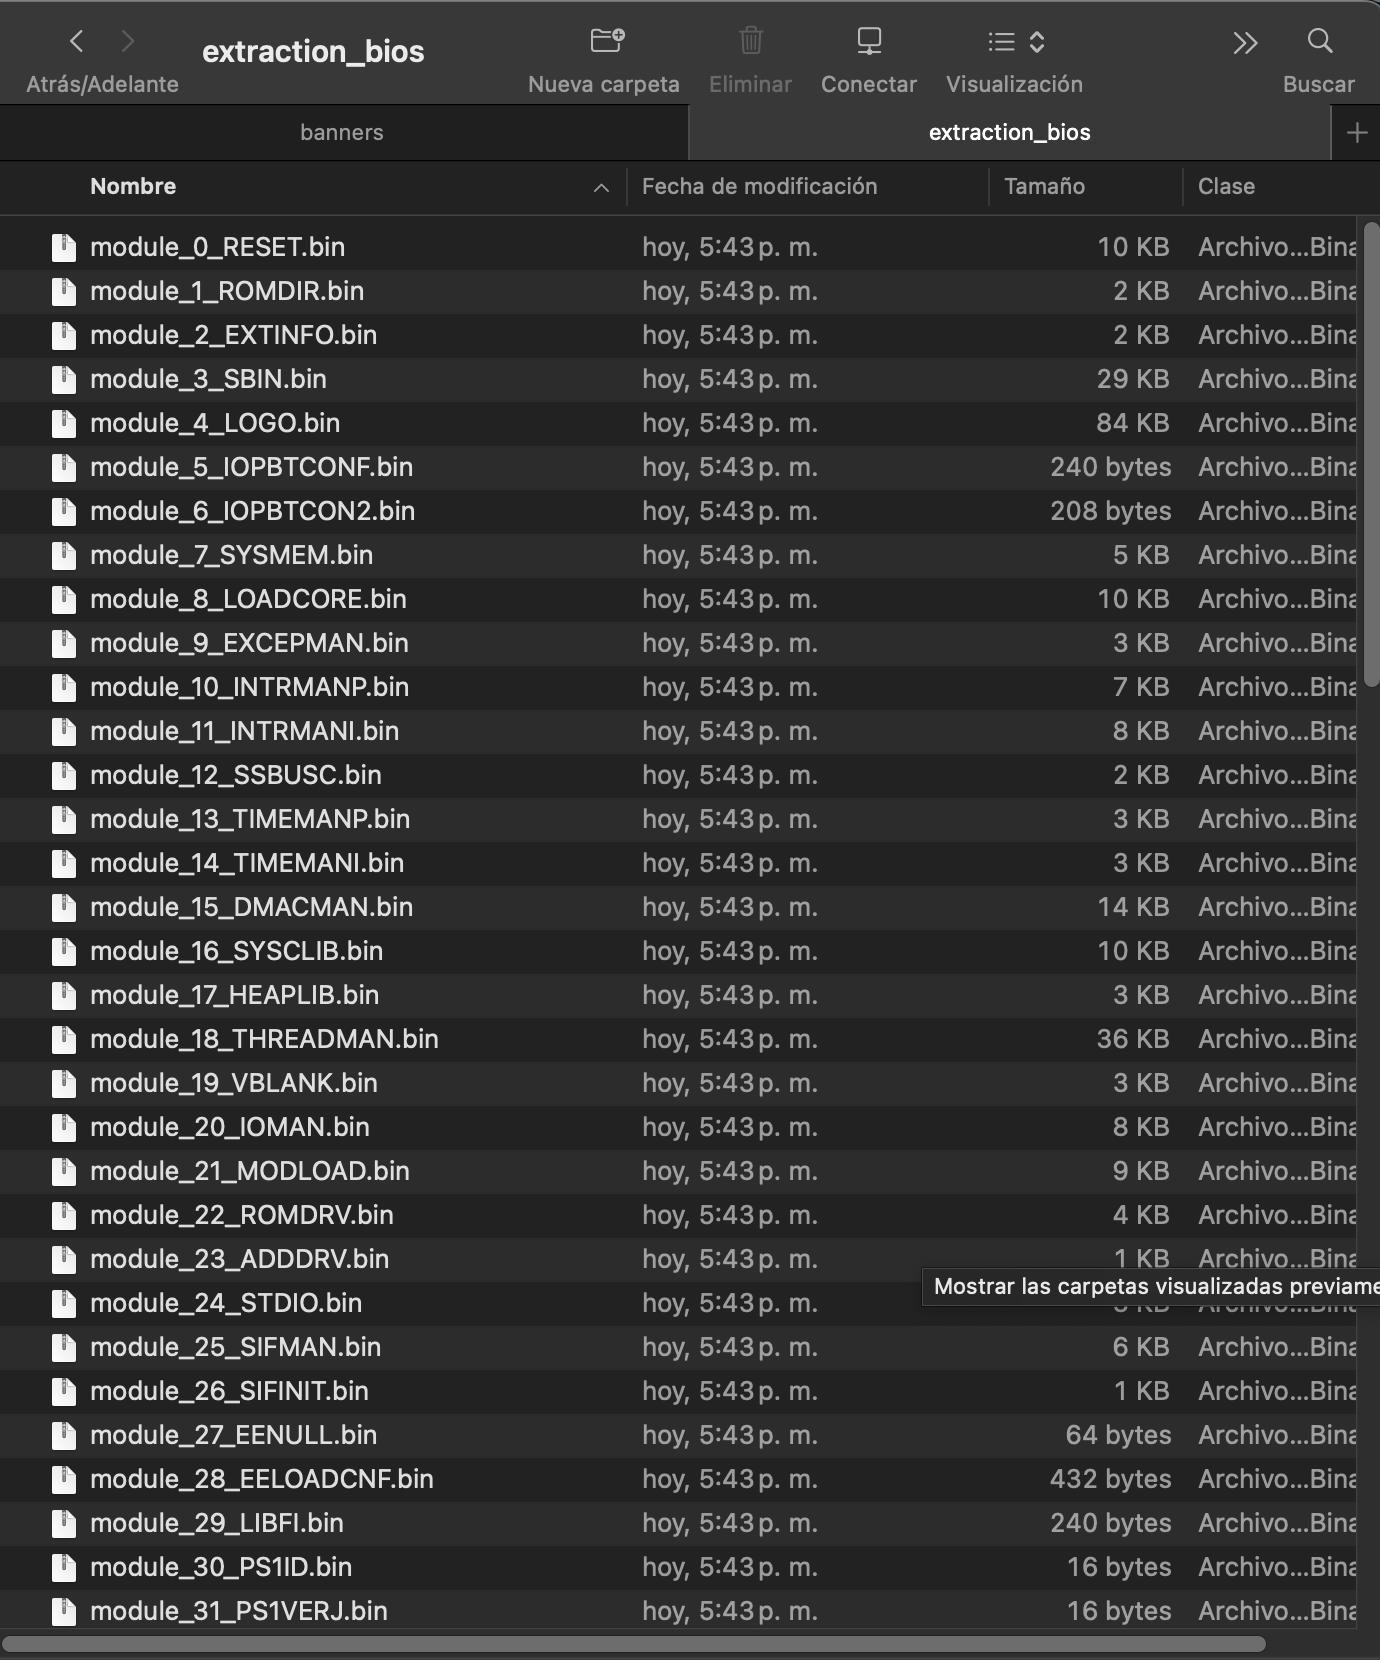 extraction_bios
Atrás/Adelante
Nueva carpeta
Eliminar
Conectar
Visualización
Buscar
banners
extraction_bios
Nombre Fecha de modificación Tamaño Clase
module_0_RESET.bin hoy, 5:43 p. m. 10 KB Archivo...Bina
module_1_ROMDIR.bin hoy, 5:43 p. m. 2 KB Archivo...Bina
module_2_EXTINFO.bin hoy, 5:43 p. m. 2 KB Archivo...Bina
module_3_SBIN.bin hoy, 5:43 p. m. 29 KB Archivo...Bina
module_4_LOGO.bin hoy, 5:43 p. m. 84 KB Archivo...Bina
module_5_IOPBTCONF.bin hoy, 5:43 p. m. 240 bytes Archivo...Bina
module_6_IOPBTCON2.bin hoy, 5:43 p. m. 208 bytes Archivo...Bina
module_7_SYSMEM.bin hoy, 5:43 p. m. 5 KB Archivo...Bina
module_8_LOADCORE.bin hoy, 5:43 p. m. 10 KB Archivo...Bina
module_9_EXCEPMAN.bin hoy, 5:43 p. m. 3 KB Archivo...Bina
module_10_INTRMANP.bin hoy, 5:43 p. m. 7 KB Archivo...Bina
module_11_INTRMANI.bin hoy, 5:43 p. m. 8 KB Archivo...Bina
module_12_SSBUSC.bin hoy, 5:43 p. m. 2 KB Archivo...Bina
module_13_TIMEMANP.bin hoy, 5:43 p. m. 3 KB Archivo...Bina
module_14_TIMEMANI.bin hoy, 5:43 p. m. 3 KB Archivo...Bina
module_15_DMACMAN.bin hoy, 5:43 p. m. 14 KB Archivo...Bina
module_16_SYSCLIB.bin hoy, 5:43 p. m. 10 KB Archivo...Bina
module_17_HEAPLIB.bin hoy, 5:43 p. m. 3 KB Archivo...Bina
module_18_THREADMAN.bin hoy, 5:43 p. m. 36 KB Archivo...Bina
module_19_VBLANK.bin hoy, 5:43 p. m. 3 KB Archivo...Bina
module_20_IOMAN.bin hoy, 5:43 p. m. 8 KB Archivo...Bina
module_21_MODLOAD.bin hoy, 5:43 p. m. 9 KB Archivo...Bina
module_22_ROMDRV.bin hoy, 5:43 p. m. 4 KB Archivo...Bina
module_23_ADDDRV.bin hoy, 5:43 p. m. 1 KB Archivo...Bina
Mostrar las carpetas visualizadas previame
module_24_STDIO.bin hoy, 5:43 p. m.
module_25_SIFMAN.bin hoy, 5:43 p. m. 6 KB Archivo...Bina
module_26_SIFINIT.bin hoy, 5:43 p. m. 1 KB Archivo...Bina
module_27_EENULL.bin hoy, 5:43 p. m. 64 bytes Archivo...Bina
module_28_EELOADCNF.bin hoy, 5:43 p. m. 432 bytes Archivo...Bina
module_29_LIBFI.bin hoy, 5:43 p. m. 240 bytes Archivo...Bina
module_30_PS1ID.bin hoy, 5:43 p. m. 16 bytes Archivo...Bina
module_31_PS1VERJ.bin hoy, 5:43 p. m. 16 bytes Archivo...Bina